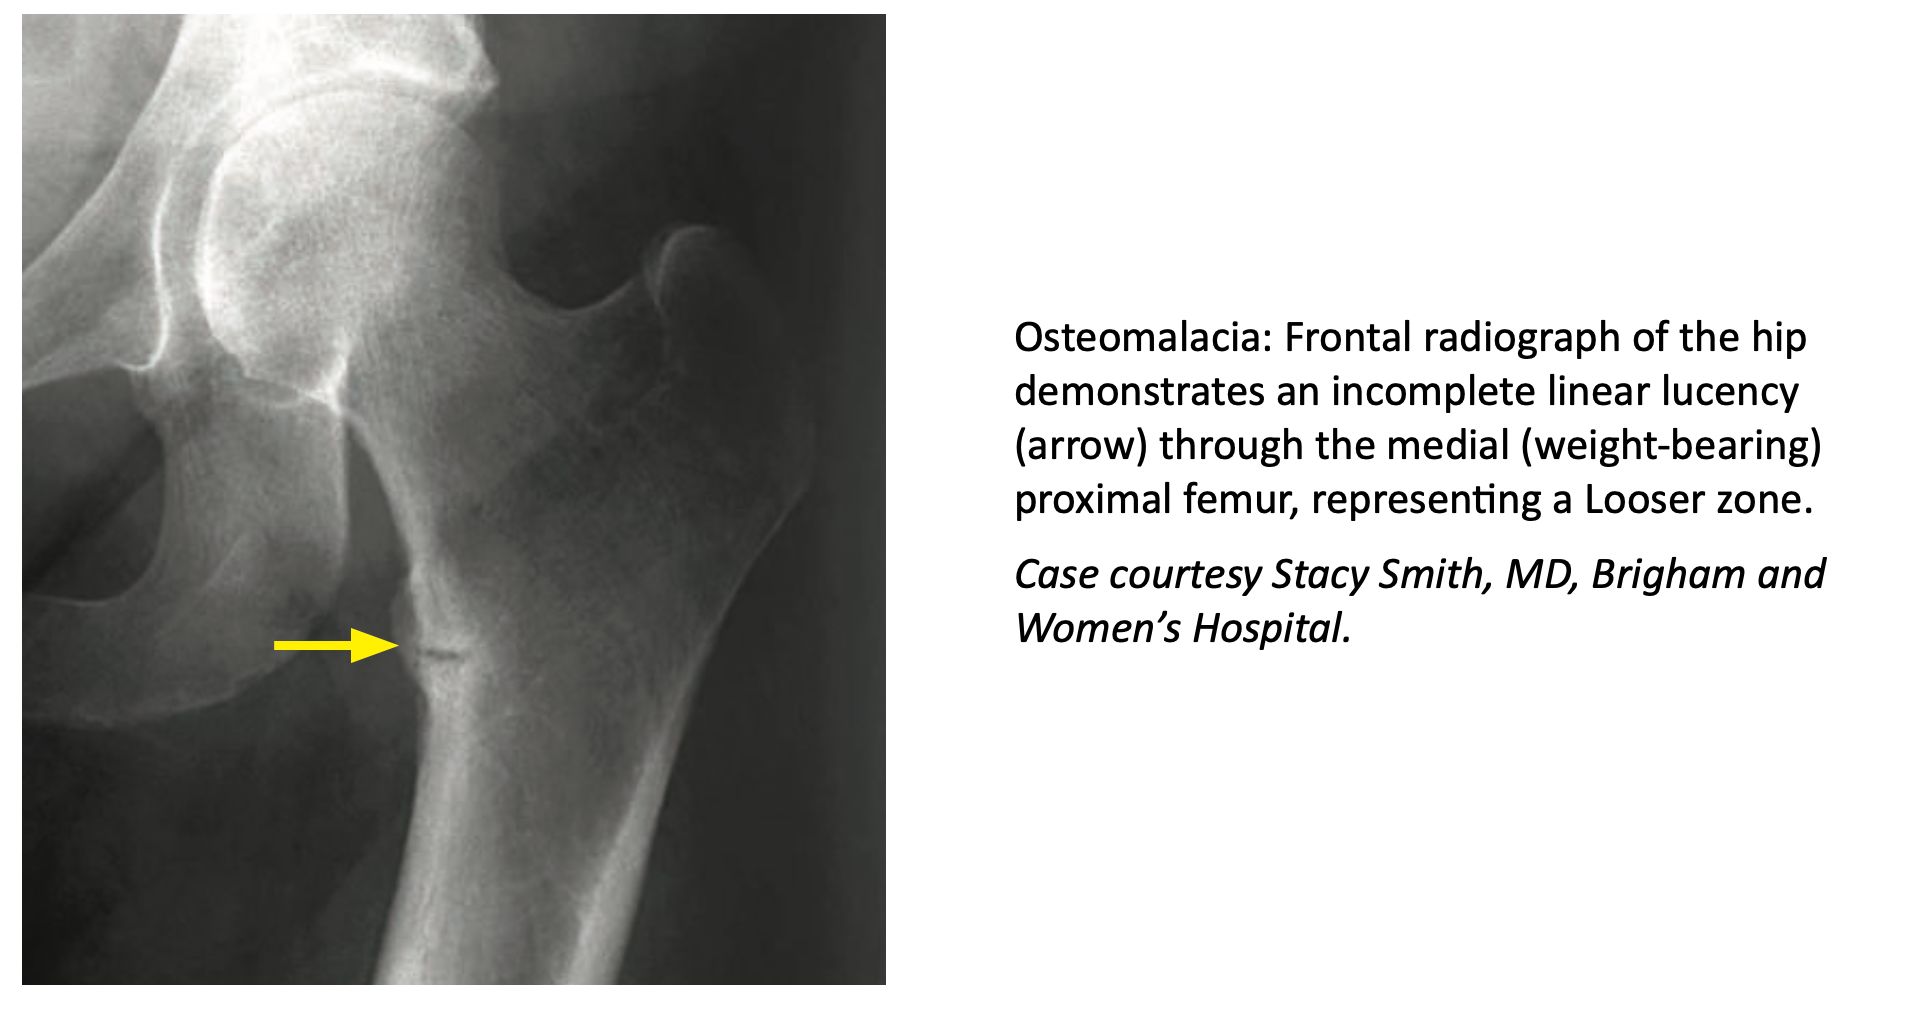 Osteomalacia: Frontal radiograph of the hip
demonstrates an incomplete linear lucency
(arrow) through the medial (weight-bearing)
proximal femur, representing a Looser zone.
Case courtesy Stacy Smith, MD, Brigham and
Women’s Hospital.